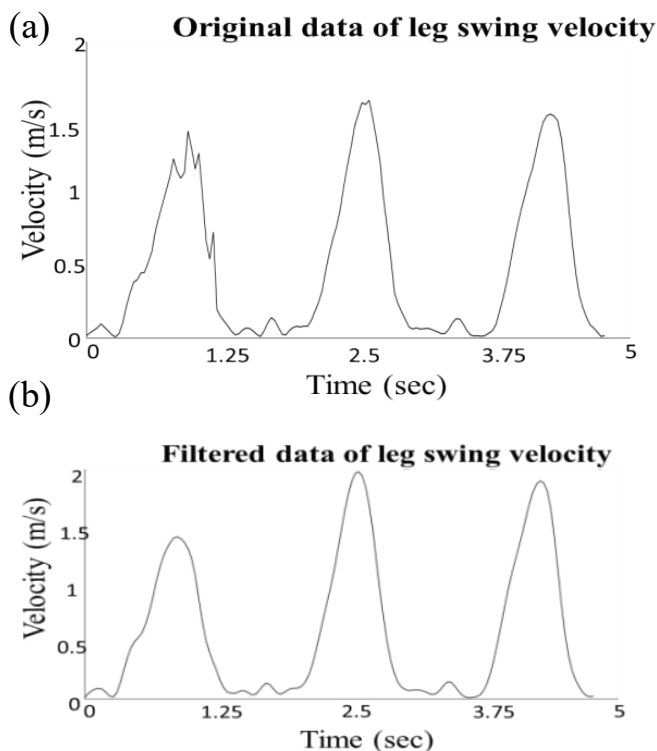 (a)
Original data of leg swing velocity
2
1.5
1
0.5
0
Velocity (m/s)
0 1.25 2.5 3.75 5
Time (sec)
(b)
Filtered data of leg swing velocity
2
1.5
1
0.5
0
Velocity (m/s)
0 1.25 2.5 3.75 5
Time (sec)